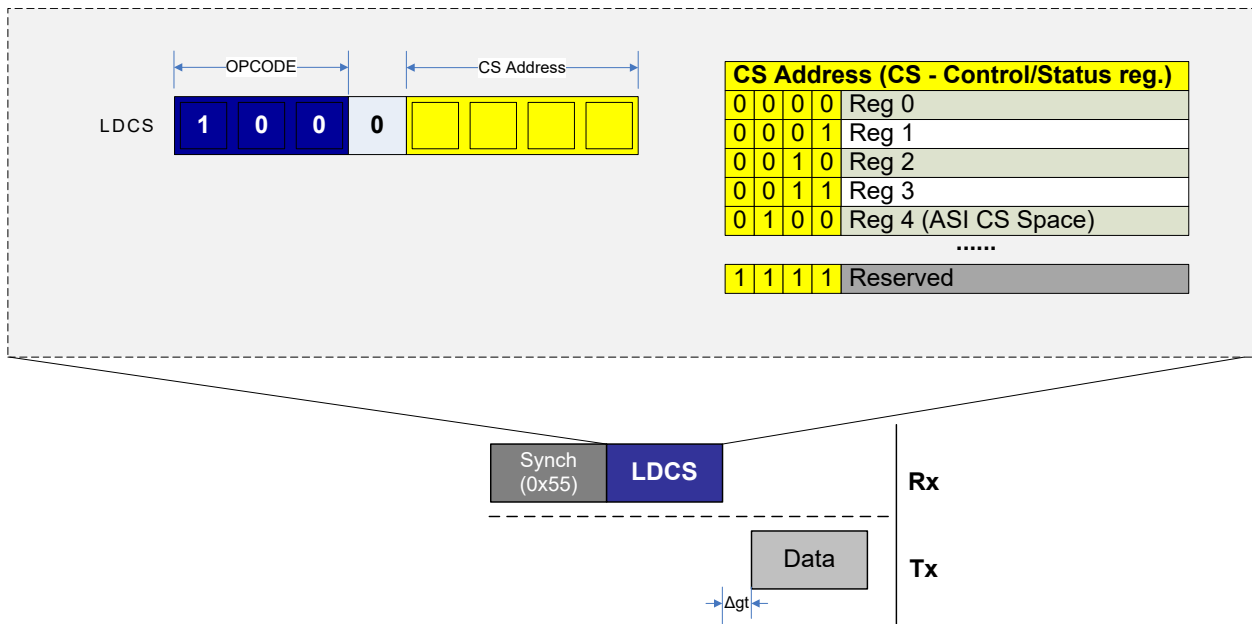 OPCODE
CS Address
LDCS
1 0 0 0
CS Address (CS - Control/Status reg.)
0 0 0 0 Reg 0
0 0 0 1 Reg 1
0 0 1 0 Reg 2
0 0 1 1 Reg 3
0 1 0 0 Reg 4 (ASI CS Space)
......
1 1 1 1 Reserved
Synch
(0x55)
LDCS
Rx
Data
Tx
Δgt